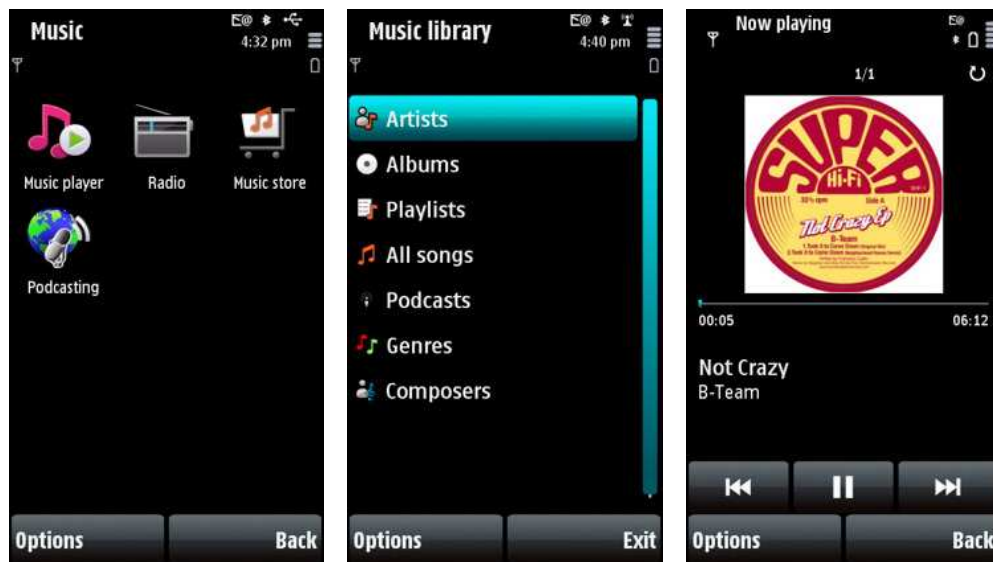 Music
4:32 pm
Music player
Radio
Music store
Podcasting
Options
Back
Music library
4:40 pm
Artists
Albums
Playlists
All songs
Podcasts
Genres
Composers
Options
Exit
Now playing
1/1
SUPER
Hi-Fi
Side A
Not Crazy Ep
B-Team
00:05
06:12
Not Crazy
B-Team
Options
Back